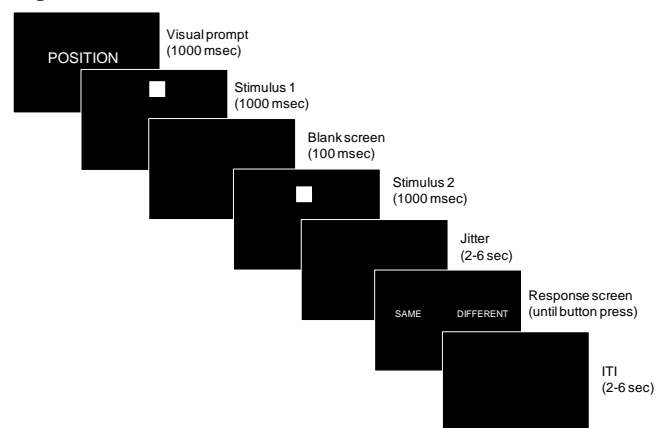 POSITION
Visual prompt
(1000 msec)
Stimulus 1
(1000 msec)
Blank screen
(100 msec)
Stimulus 2
(1000 msec)
Jitter
(2-6 sec)
SAME DIFFERENT
Response screen
(until button press)
ITI
(2-6 sec)